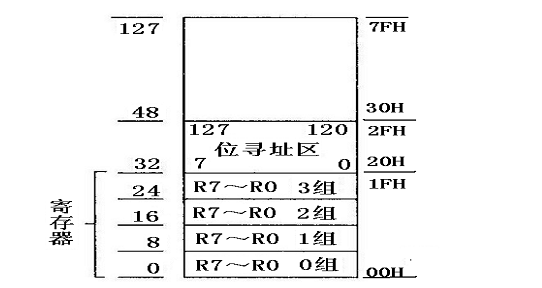 127 7FH
48 30H
127 120 2FH
位寻址区
32 7 0 20H
24 R7～R0 3组 1FH
16 R7～R0 2组
8 R7～R0 1组
0 R7～R0 0组 00H
寄存器